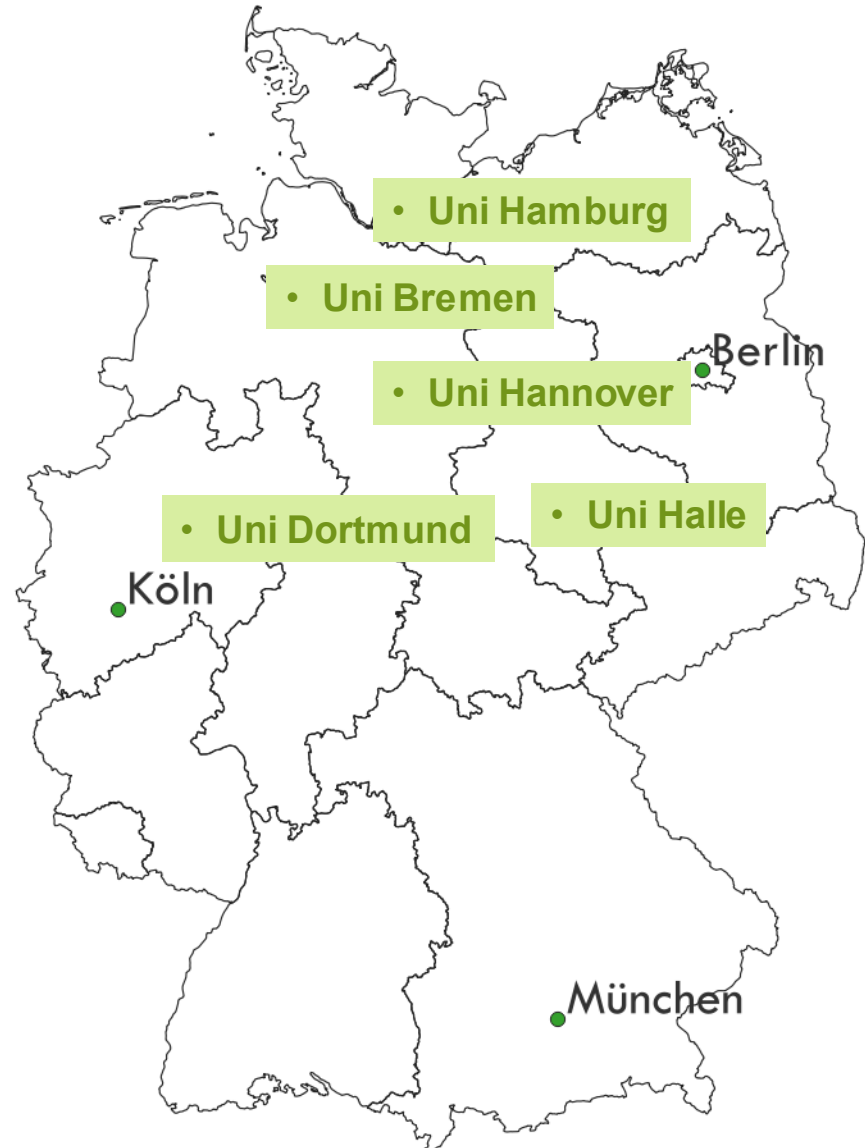 • Uni Hamburg
• Uni Bremen
Berlin
• Uni Hannover
• Uni Halle
• Uni Dortmund
Köln
München